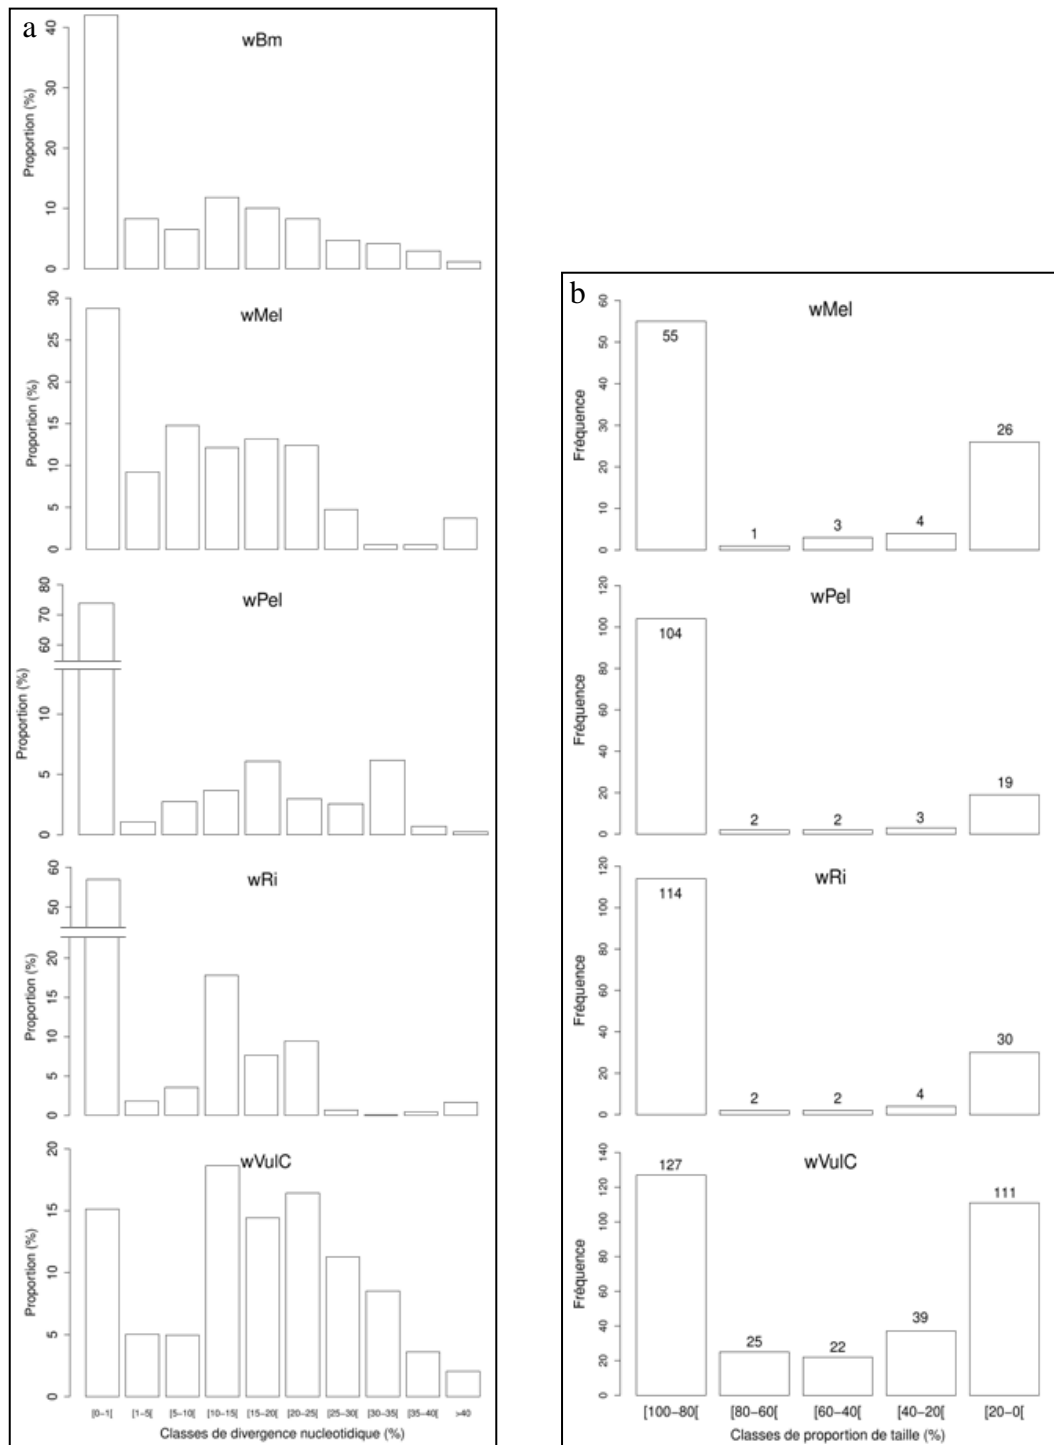 a
wBm
Proportion (%)
0
10
20
30
40
wMel
Proportion (%)
0
5
10
15
20
25
30
wPel
Proportion (%)
0
5
10
60
70
80
wRi
Proportion (%)
0
5
10
15
20
50
60
wVulC
Proportion (%)
0
5
10
15
20
[0−1[ [1−5[ [5−10[ [10−15[ [15−20[ [20−25[ [25−30[ [30−35[ [35−40[ >40
Classes de divergence nucleotidique (%)
b
wMel
Fréquence
0
10
20
30
40
50
60
55 1 3 4 26
wPel
Fréquence
0
20
40
60
80
100
120
104 2 2 3 19
wRi
Fréquence
0
20
40
60
80
100
120
114 2 2 4 30
wVulC
Fréquence
0
20
40
60
80
100
120
140
127 25 22 39 111
[100−80[ [80−60[ [60−40[ [40−20[ [20−0[
Classes de proportion de taille (%)